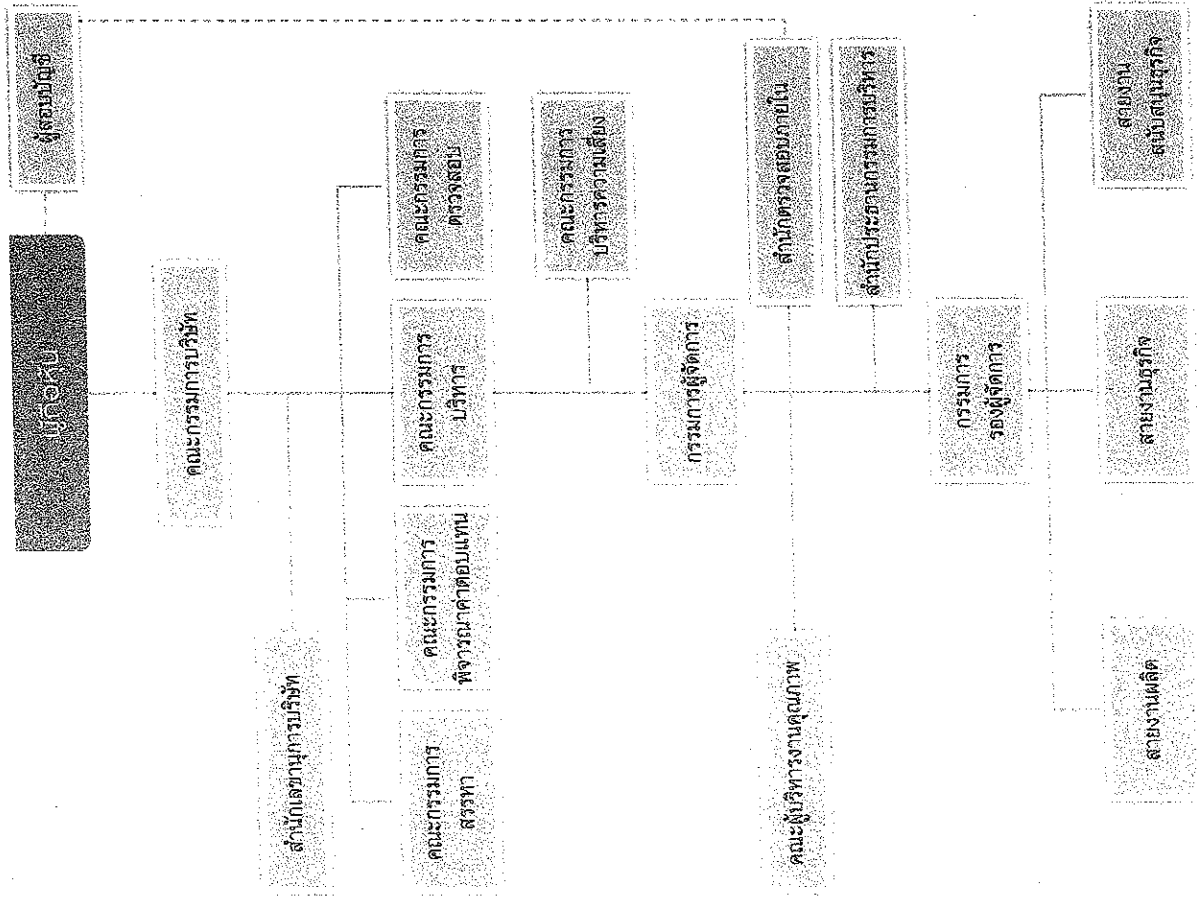 ผู้ถือหุ้น
ผู้สอบบัญชี
คณะกรรมการบริษัท
สำนักเลขานุการบริษัท
คณะกรรมการ
สรรหา
คณะกรรมการ
พิจารณาค่าตอบแทน
คณะกรรมการ
บริหาร
คณะกรรมการ
ตรวจสอบ
คณะกรรมการ
บริหารความเสี่ยง
กรรมการผู้จัดการ
คณะผู้บริหารงานคุณภาพ
สำนักตรวจสอบภายใน
สำนักประธานกรรมการบริหาร
กรรมการ
รองผู้จัดการ
สายงานผลิต
สายงานธุรกิจ
สายงาน
สนับสนุนธุรกิจ